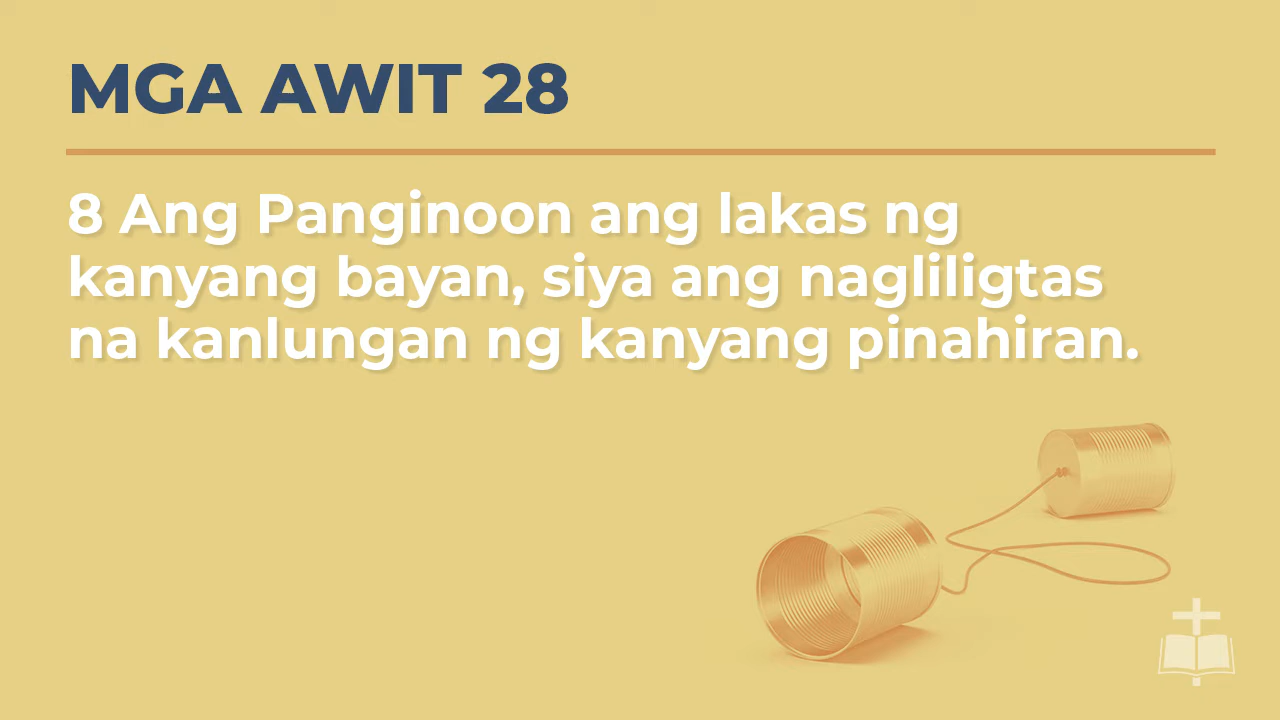 MGA AWIT 28
8 Ang Panginoon ang lakas ng
kanyang bayan, siya ang nagliligtas
na kanlungan ng kanyang pinahiran.